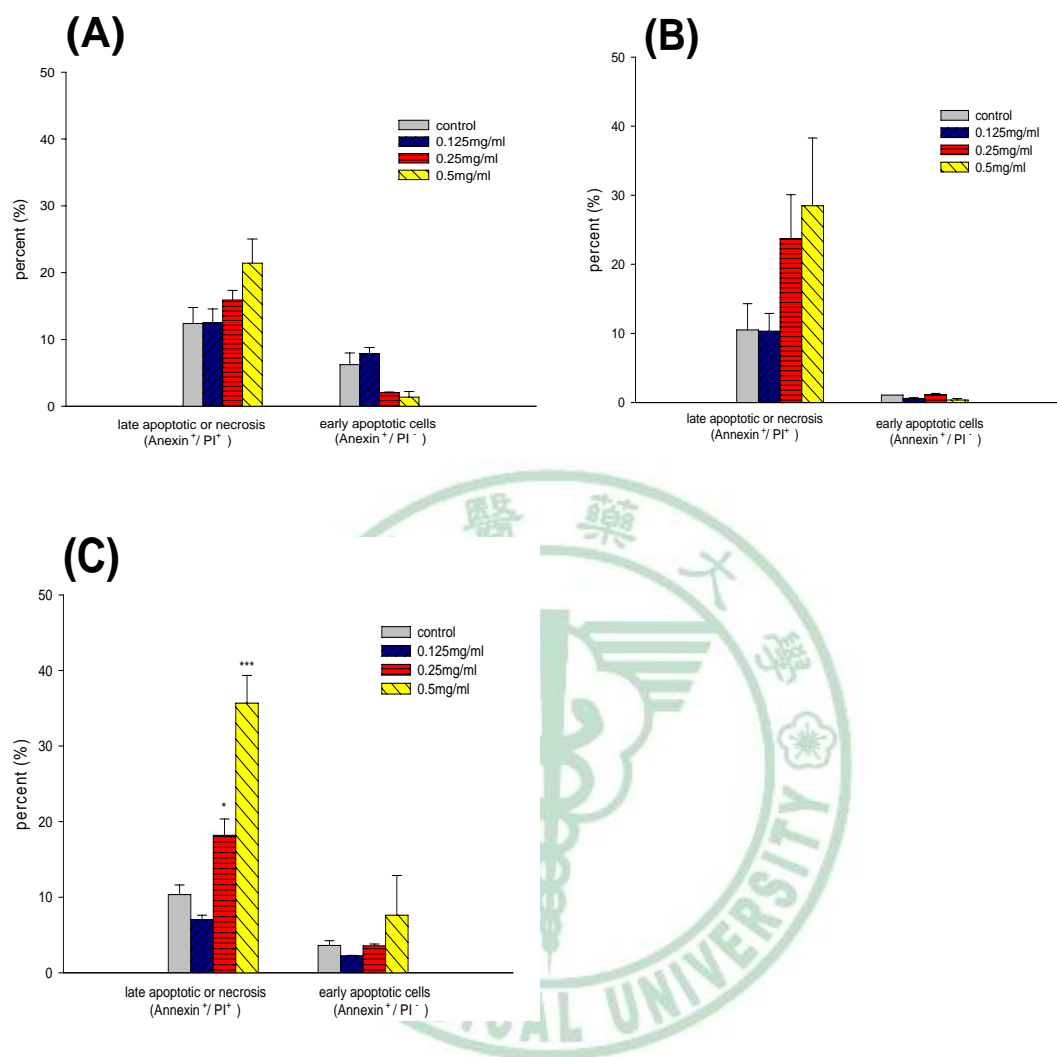 (A)
50
40
30
20
10
0
percent (%)
control
0.125mg/ml
0.25mg/ml
0.5mg/ml
late apoptotic or necrosis
(Anexin⁺/ PI⁺ )
early apoptotic cells
(Anexin⁺/ PI⁻ )
(B)
50
40
30
20
10
0
percent (%)
control
0.125mg/ml
0.25mg/ml
0.5mg/ml
late apoptotic or necrosis
(Anexin⁺/ PI⁺ )
early apoptotic cells
(Annexin⁺/ PI⁻ )
(C)
50
40
30
20
10
0
percent (%)
control
0.125mg/ml
0.25mg/ml
0.5mg/ml
*
***
late apoptotic or necrosis
(Annexin⁺/ PI⁺ )
early apoptotic cells
(Annexin⁺/ PI⁻ )
醫藥大學
ICAL UNIVERSITY